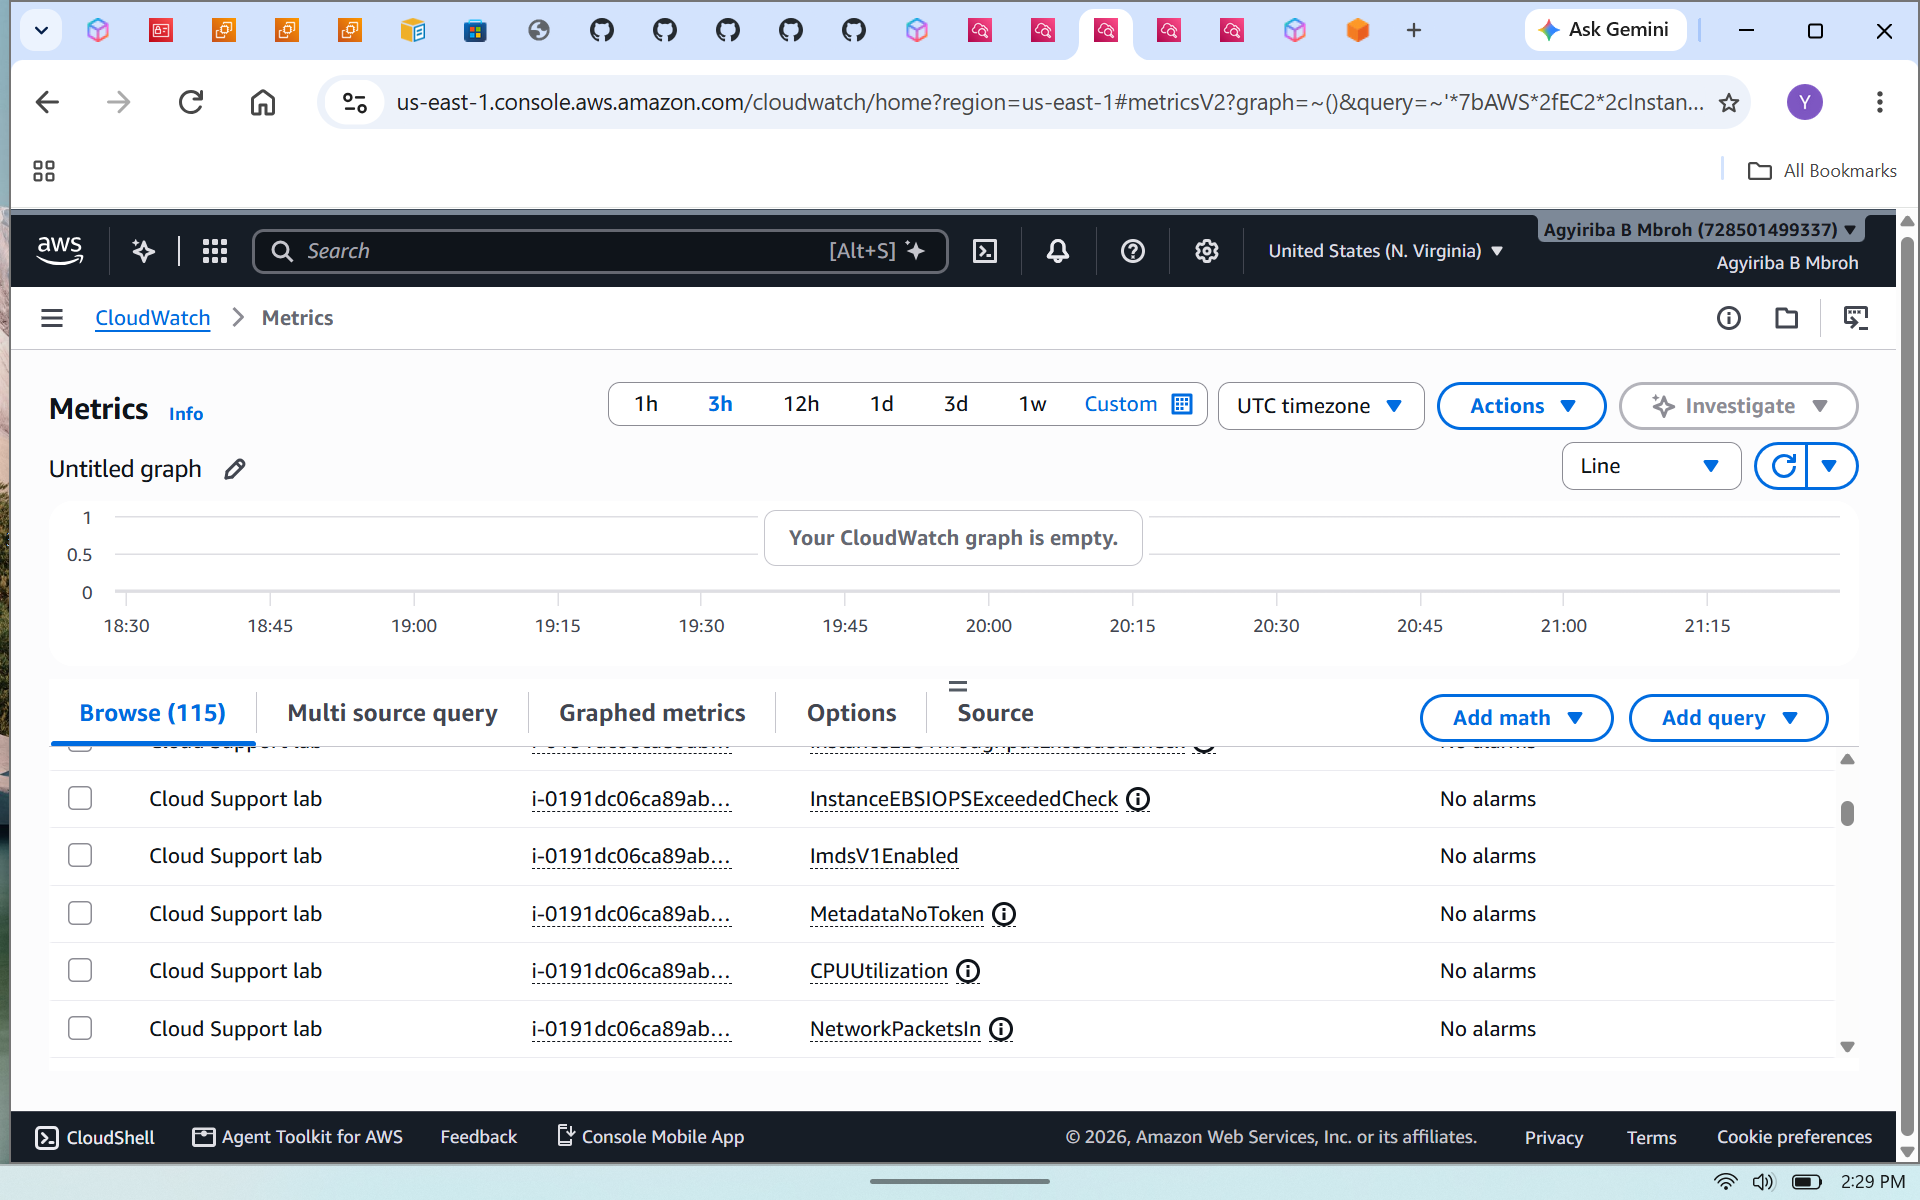 Ask Gemini
us-east-1.console.aws.amazon.com/cloudwatch/home?region=us-east-1#metricsV2?graph=~()&query=~'*7bAWS*2fEC2*2cInstan...
Y
All Bookmarks
aws
Search
[Alt+S]
United States (N. Virginia)
Agyiriba B Mbroh (728501499337)
Agyiriba B Mbroh
CloudWatch
Metrics
Metrics
Info
1h
3h
12h
1d
3d
1w
Custom
UTC timezone
Actions
Investigate
Untitled graph
Line
1
0.5
0
Your CloudWatch graph is empty.
18:30
18:45
19:00
19:15
19:30
19:45
20:00
20:15
20:30
20:45
21:00
21:15
Browse (115)
Multi source query
Graphed metrics
Options
Source
Add math
Add query
Cloud Support lab
i-0191dc06ca89ab...
InstanceEBSIOPSExceededCheck
No alarms
Cloud Support lab
i-0191dc06ca89ab...
ImdsV1Enabled
No alarms
Cloud Support lab
i-0191dc06ca89ab...
MetadataNoToken
No alarms
Cloud Support lab
i-0191dc06ca89ab...
CPUUtilization
No alarms
Cloud Support lab
i-0191dc06ca89ab...
NetworkPacketsIn
No alarms
CloudShell
Agent Toolkit for AWS
Feedback
Console Mobile App
© 2026, Amazon Web Services, Inc. or its affiliates.
Privacy
Terms
Cookie preferences
2:29 PM